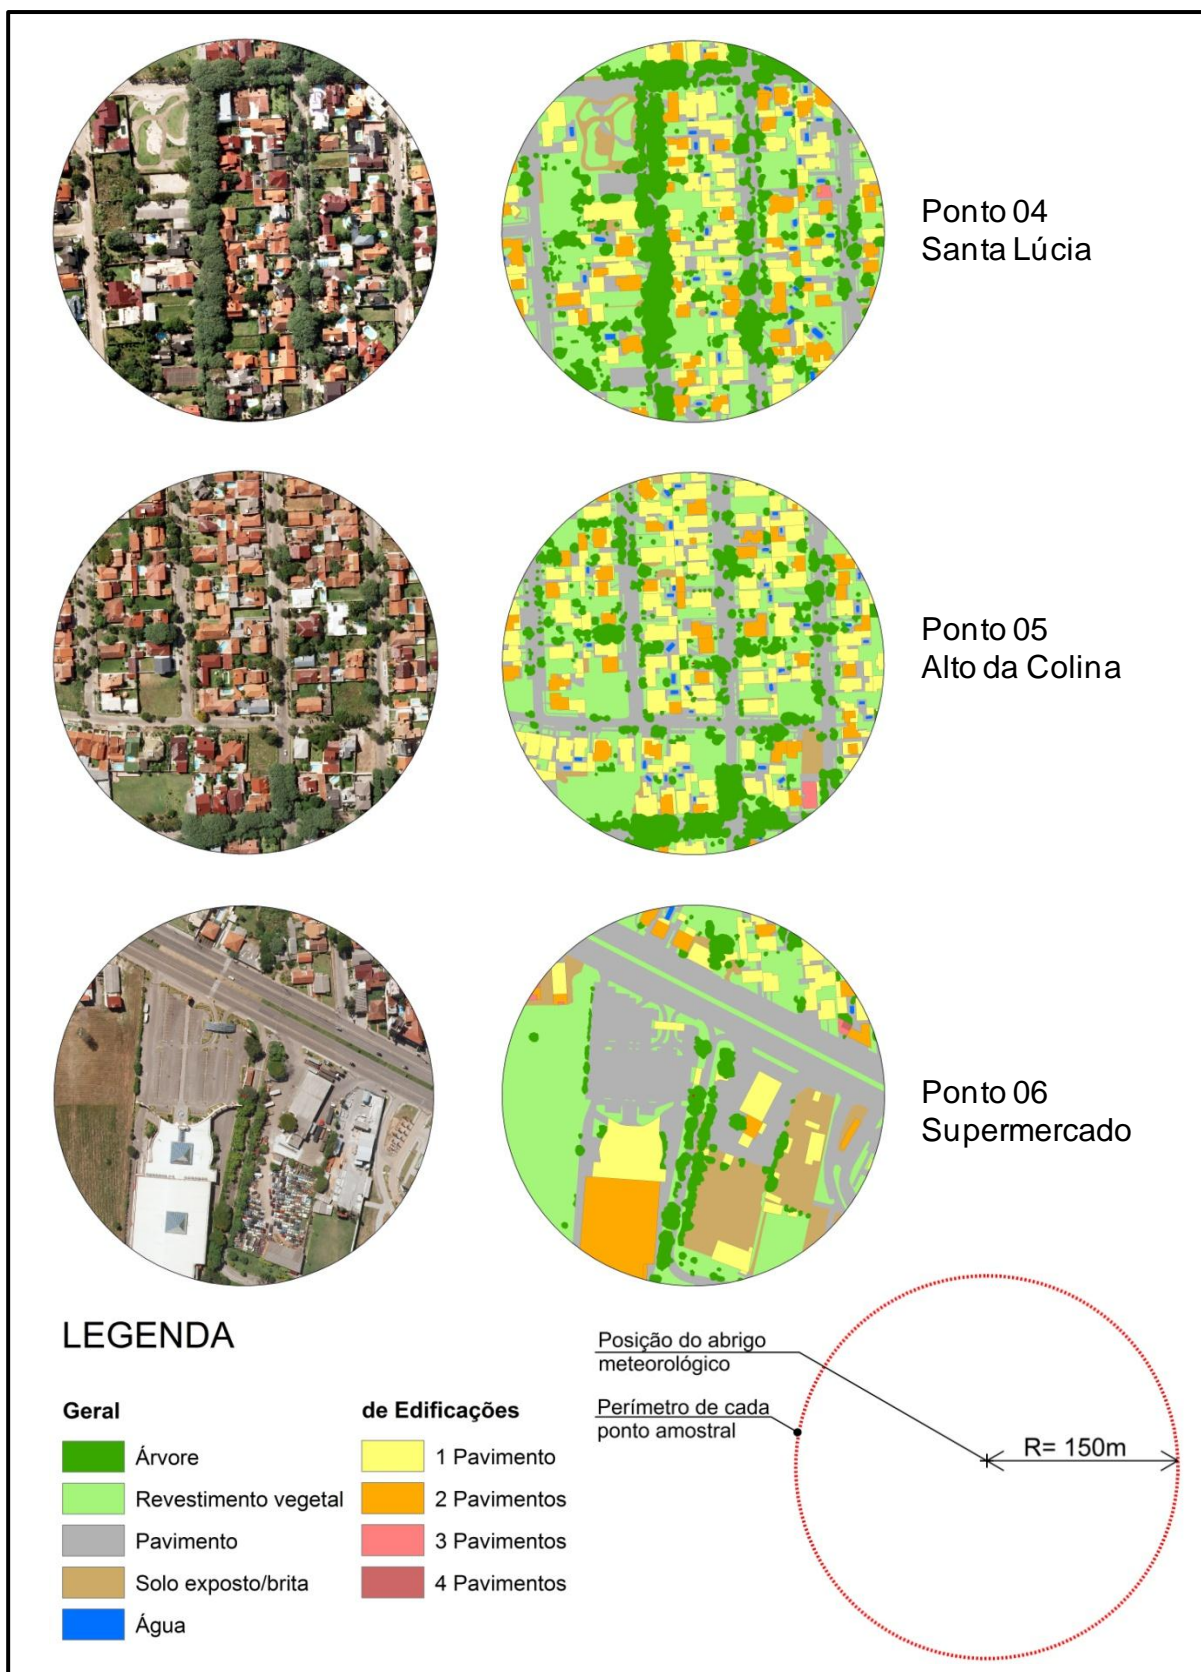 Ponto 04
Santa Lúcia
Ponto 05
Alto da Colina
Ponto 06
Supermercado
LEGENDA
Geral
Árvore
Revestimento vegetal
Pavimento
Solo exposto/brita
Água
de Edificações
1 Pavimento
2 Pavimentos
3 Pavimentos
4 Pavimentos
Posição do abrigo
meteorológico
Perímetro de cada
ponto amostral
R= 150m